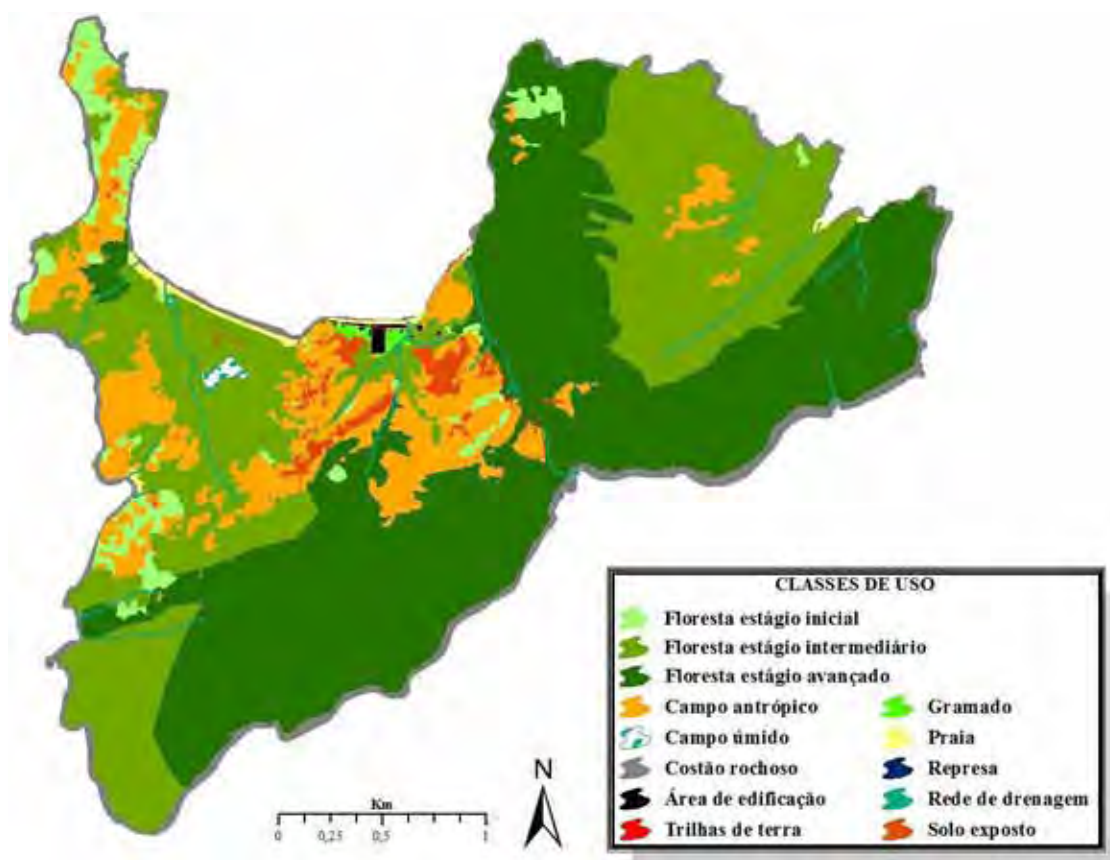 CLASSES DE USO
Floresta estágio inicial
Floresta estágio intermediário
Floresta estágio avançado
Campo antrópico
Gramado
Campo úmido
Praia
Costão rochoso
Represa
Área de edificação
Rede de drenagem
Trilhas de terra
Solo exposto
Km
0 0,25 0,5 1
N